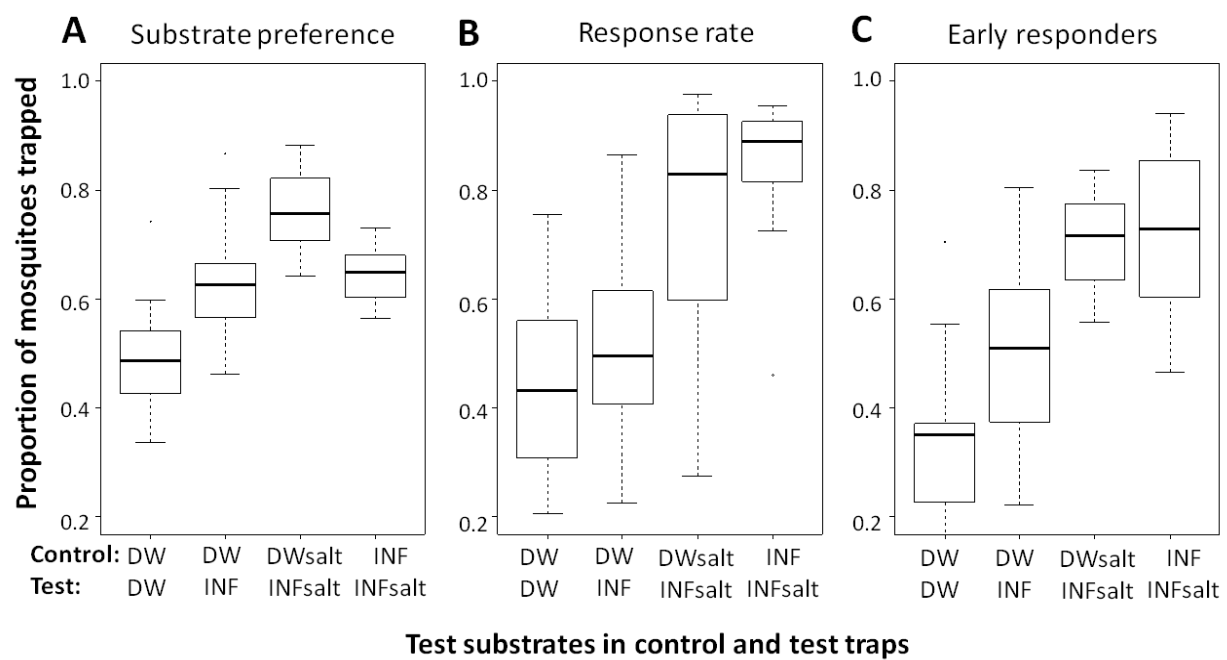 A Substrate preference
B Response rate
C Early responders
Proportion of mosquitoes trapped
1.0
0.8
0.6
0.4
0.2
1.0
0.8
0.6
0.4
0.2
1.0
0.8
0.6
0.4
0.2
Control: DW DW DWsalt INF
Test: DW INF INFsalt INFsalt
DW DW DWsalt INF
DW INF INFsalt INFsalt
DW DW DWsalt INF
DW INF INFsalt INFsalt
Test substrates in control and test traps